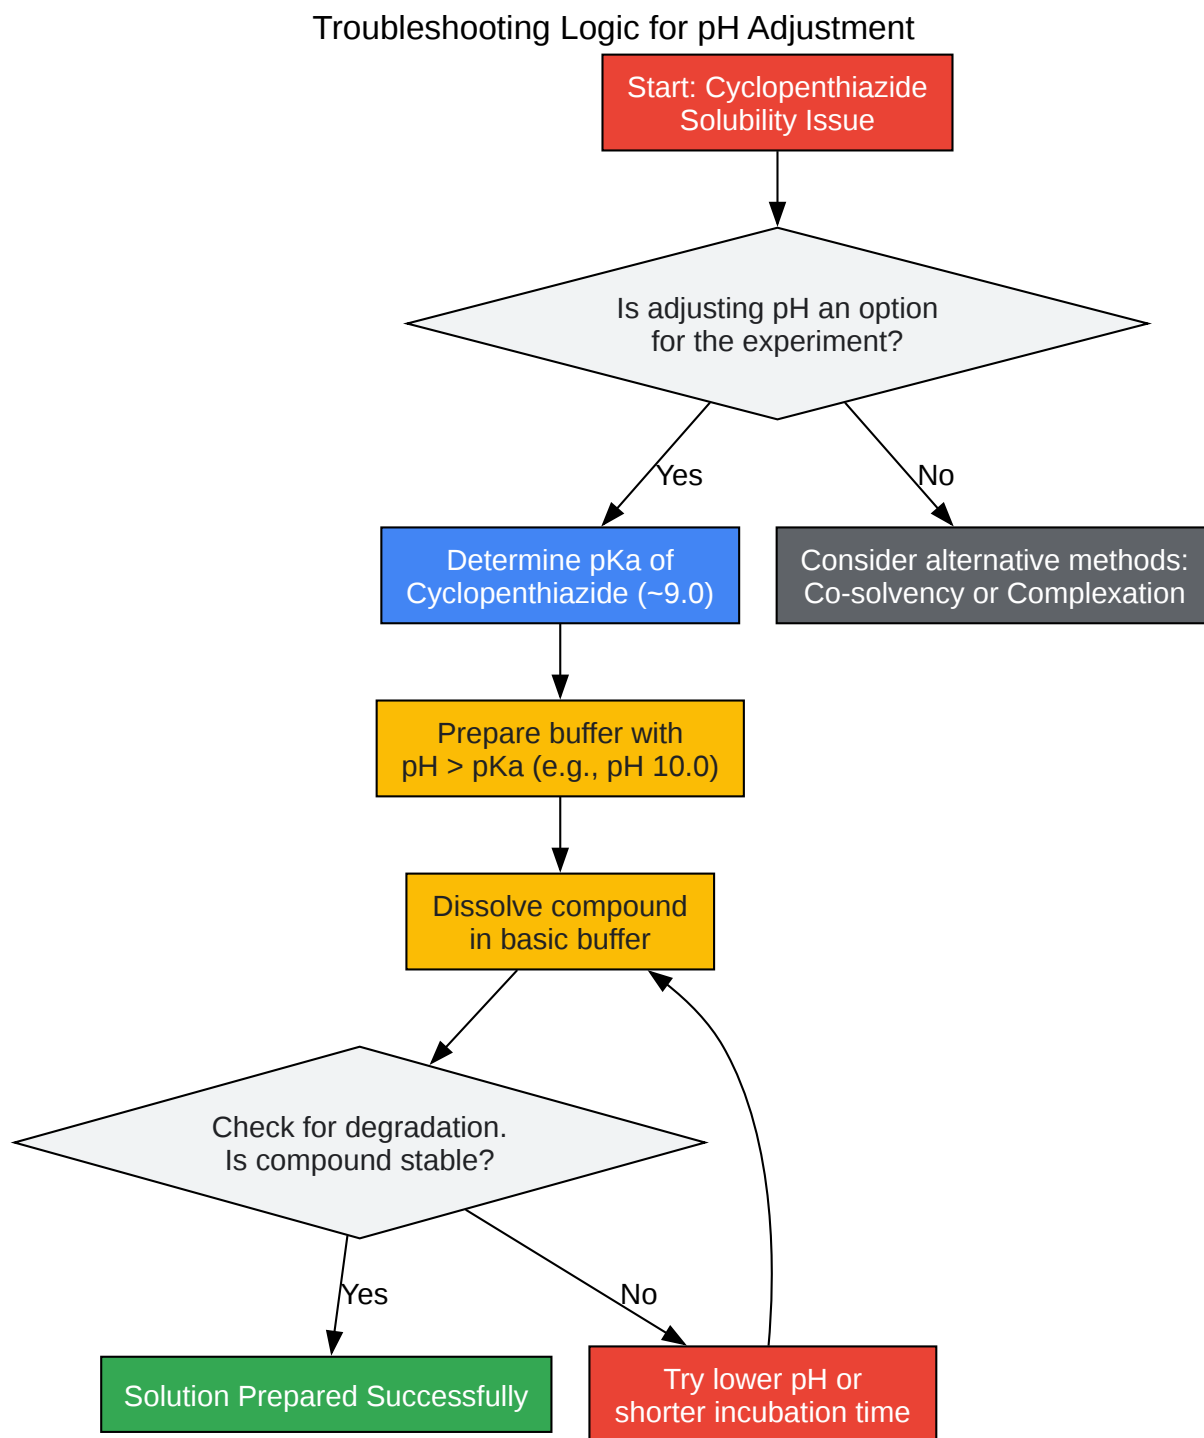 Troubleshooting Logic for pH Adjustment
Start: Cyclopenthiazide
Solubility Issue
Is adjusting pH an option
for the experiment?
Yes
No
Determine pKa of
Cyclopenthiazide (~9.0)
Consider alternative methods:
Co-solvency or Complexation
Prepare buffer with
pH > pKa (e.g., pH 10.0)
Dissolve compound
in basic buffer
Check for degradation.
Is compound stable?
Yes
No
Solution Prepared Successfully
Try lower pH or
shorter incubation time